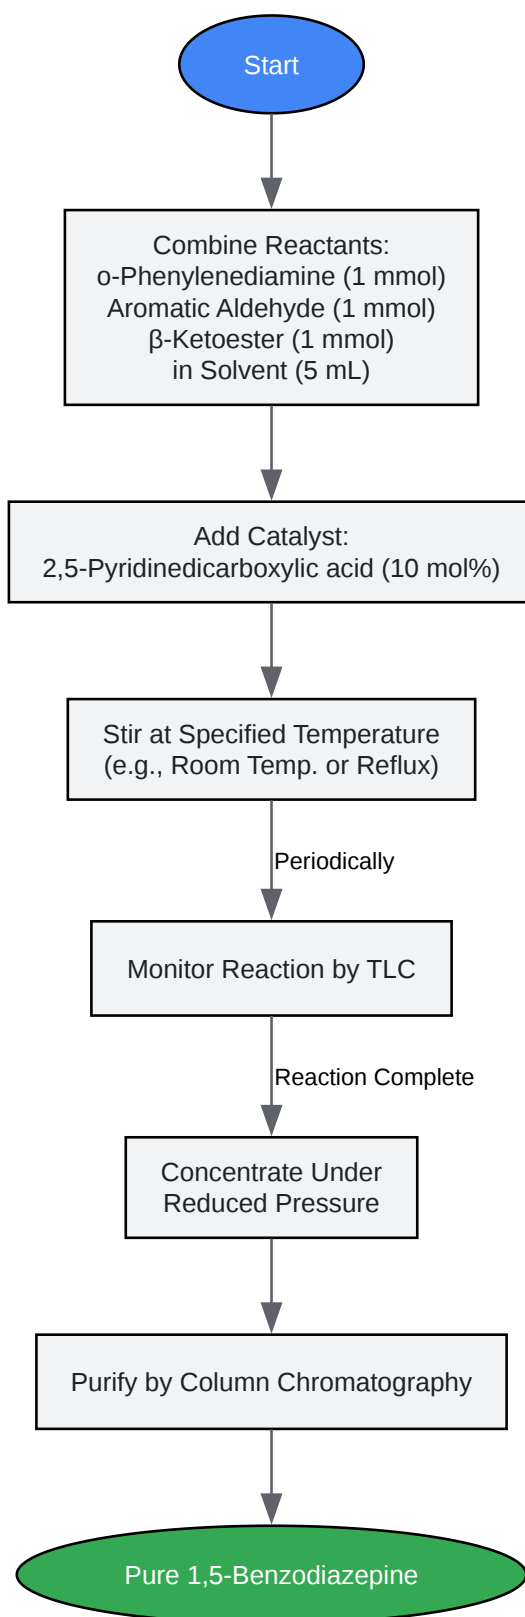 Start
Combine Reactants:
o-Phenylenediamine (1 mmol)
Aromatic Aldehyde (1 mmol)
β-Ketoester (1 mmol)
in Solvent (5 mL)
Add Catalyst:
2,5-Pyridinedicarboxylic acid (10 mol%)
Stir at Specified Temperature
(e.g., Room Temp. or Reflux)
Periodically
Monitor Reaction by TLC
Reaction Complete
Concentrate Under
Reduced Pressure
Purify by Column Chromatography
Pure 1,5-Benzodiazepine